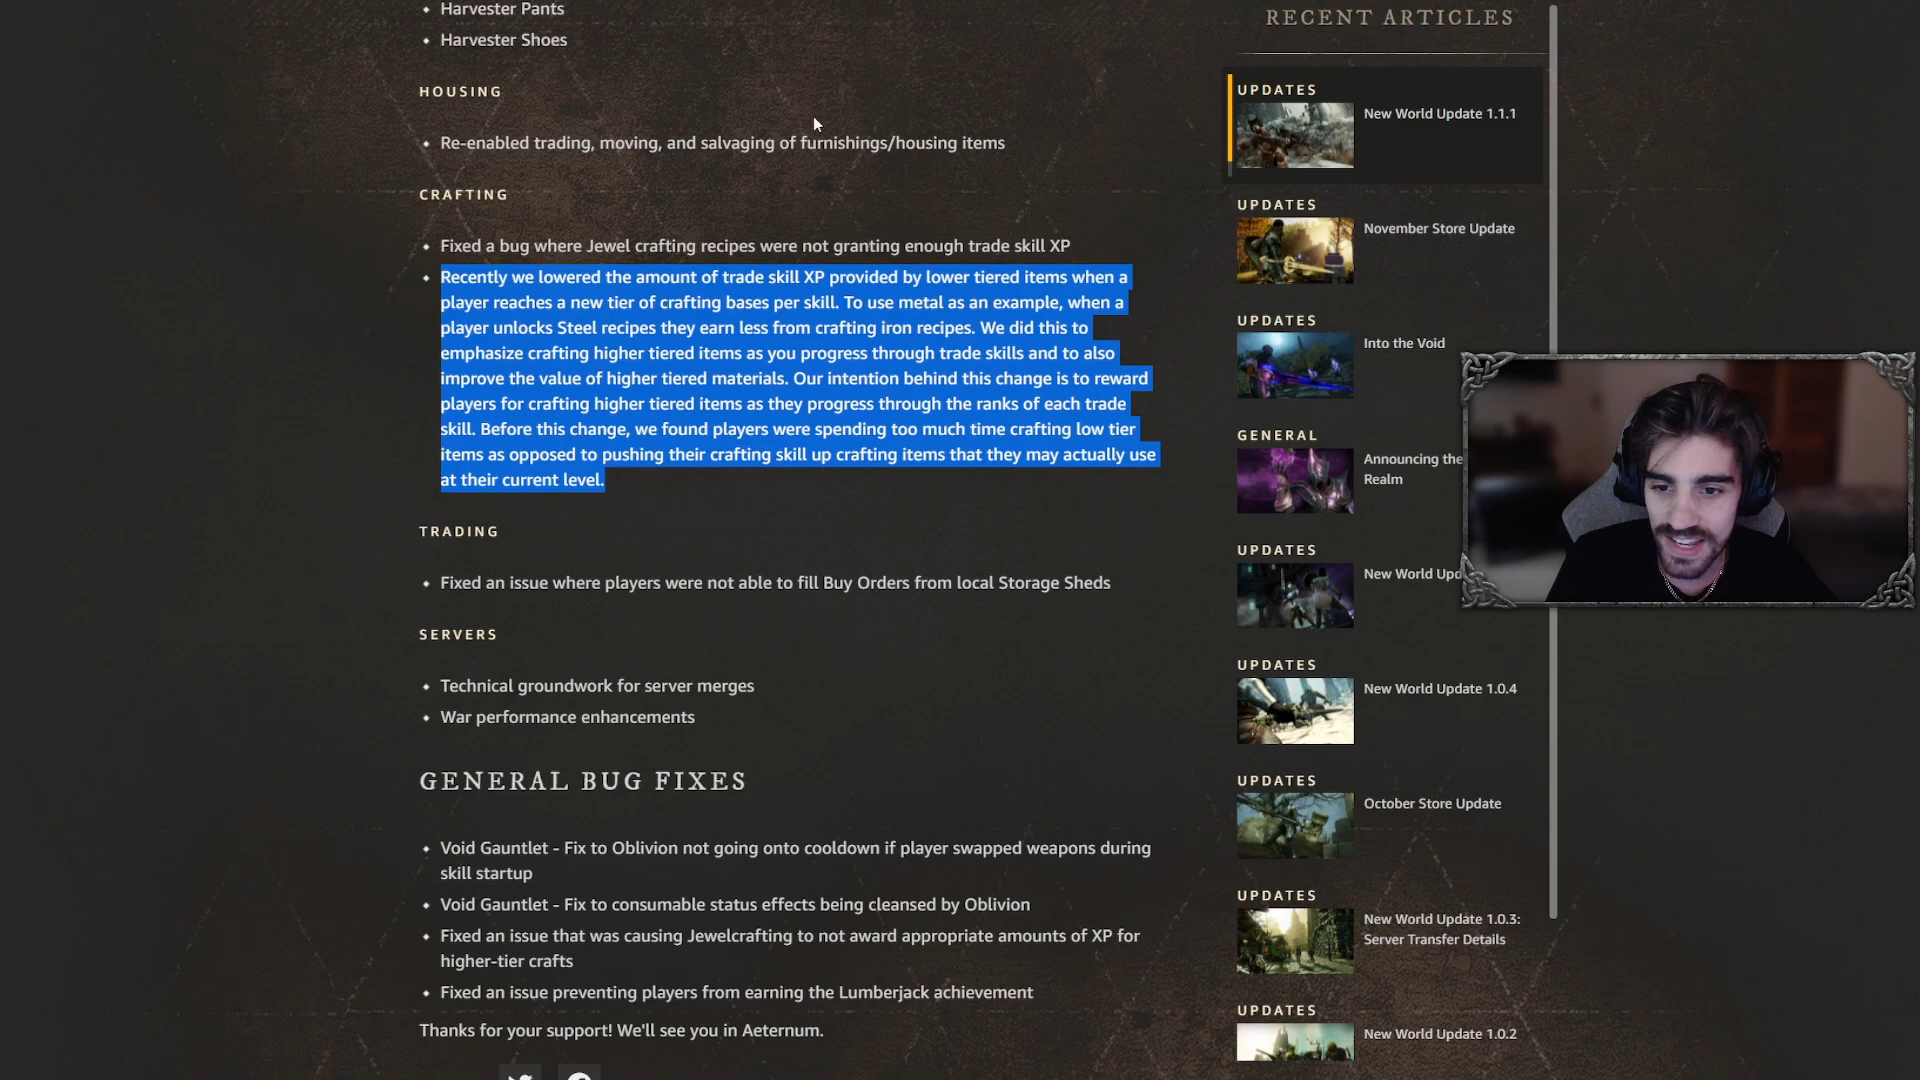 Harvester Pants
Harvester Shoes
HOUSING
Re-enabled trading, moving, and salvaging of furnishings/housing items
CRAFTING
Fixed a bug where Jewel crafting recipes were not granting enough trade skill XP
Recently we lowered the amount of trade skill XP provided by lower tiered items when a
player reaches a new tier of crafting bases per skill. To use metal as an example, when a
player unlocks Steel recipes they earn less from crafting iron recipes. We did this to
emphasize crafting higher tiered items as you progress through trade skills and to also
improve the value of higher tiered materials. Our intention behind this change is to reward
players for crafting higher tiered items as they progress through the ranks of each trade
skill. Before this change, we found players were spending too much time crafting low tier
items as opposed to pushing their crafting skill up crafting items that they may actually use
at their current level.
TRADING
Fixed an issue where players were not able to fill Buy Orders from local Storage Sheds
SERVERS
Technical groundwork for server merges
War performance enhancements
GENERAL BUG FIXES
Void Gauntlet - Fix to Oblivion not going onto cooldown if player swapped weapons during
skill startup
Void Gauntlet - Fix to consumable status effects being cleansed by Oblivion
Fixed an issue that was causing Jewelcrafting to not award appropriate amounts of XP for
higher-tier crafts
Fixed an issue preventing players from earning the Lumberjack achievement
Thanks for your support! We'll see you in Aeternum.
RECENT ARTICLES
UPDATES
New World Update 1.1.1
UPDATES
November Store Update
UPDATES
Into the Void
GENERAL
Announcing the
Realm
UPDATES
New World Upd
UPDATES
New World Update 1.0.4
UPDATES
October Store Update
UPDATES
New World Update 1.0.3:
Server Transfer Details
UPDATES
New World Update 1.0.2